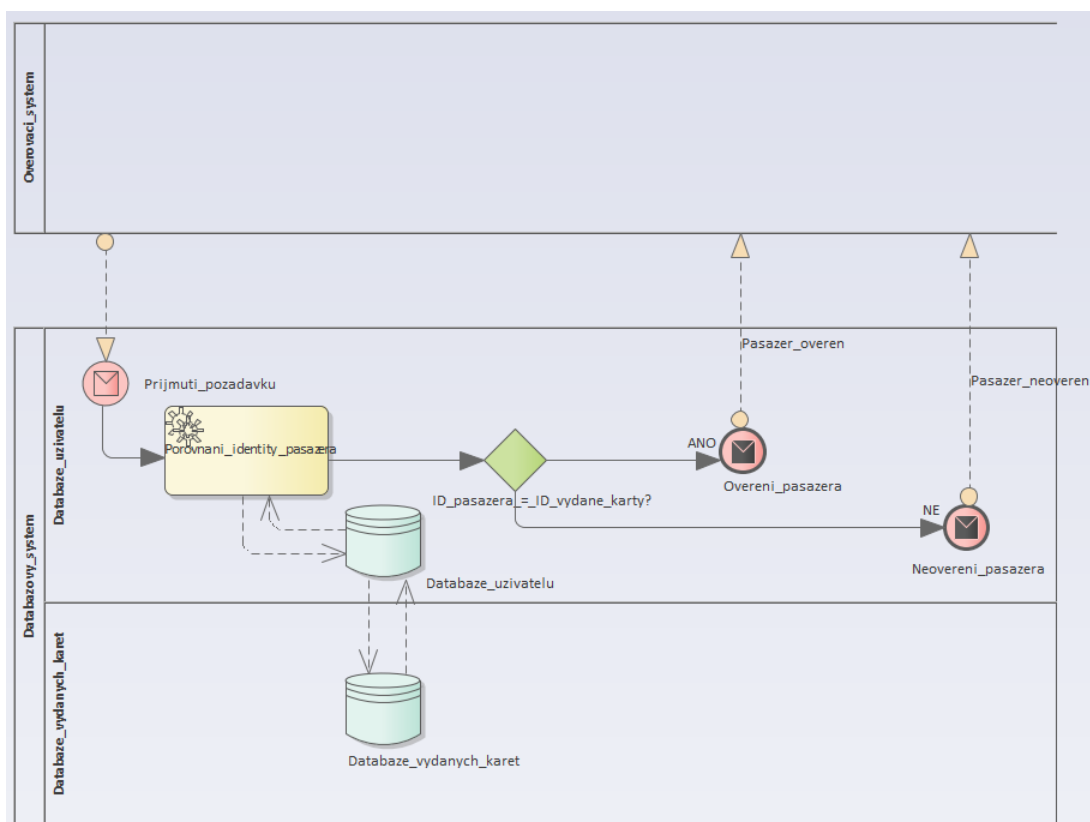 Overovaci_system
Databazovy_system
Databaze_uzivatelu
Prijmuti_pozadavku
Porovnani_identity_pasazera
ID_pasazera_=_ID_vydane_karty?
ANO
Overeni_pasazera
Pasazer_overen
NE
Neovereni_pasazera
Pasazer_neoveren
Databaze_uzivatelu
Databaze_vydanych_karet
Databaze_vydanych_karet